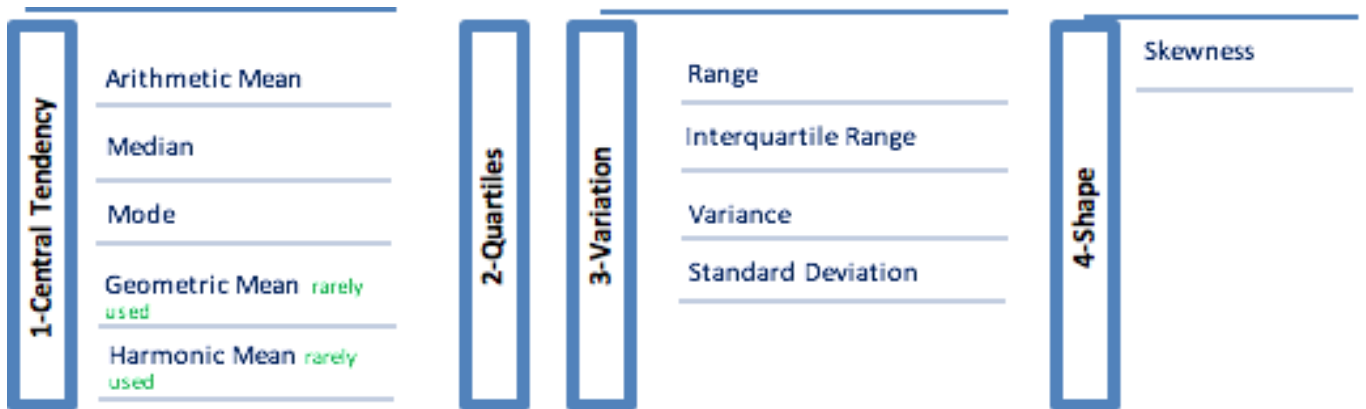 1-Central Tendency
Arithmetic Mean
Median
Mode
Geometric Mean rarely
used
Harmonic Mean rarely
used
2-Quartiles
3-Variation
Range
Interquartile Range
Variance
Standard Deviation
4-Shape
Skewness